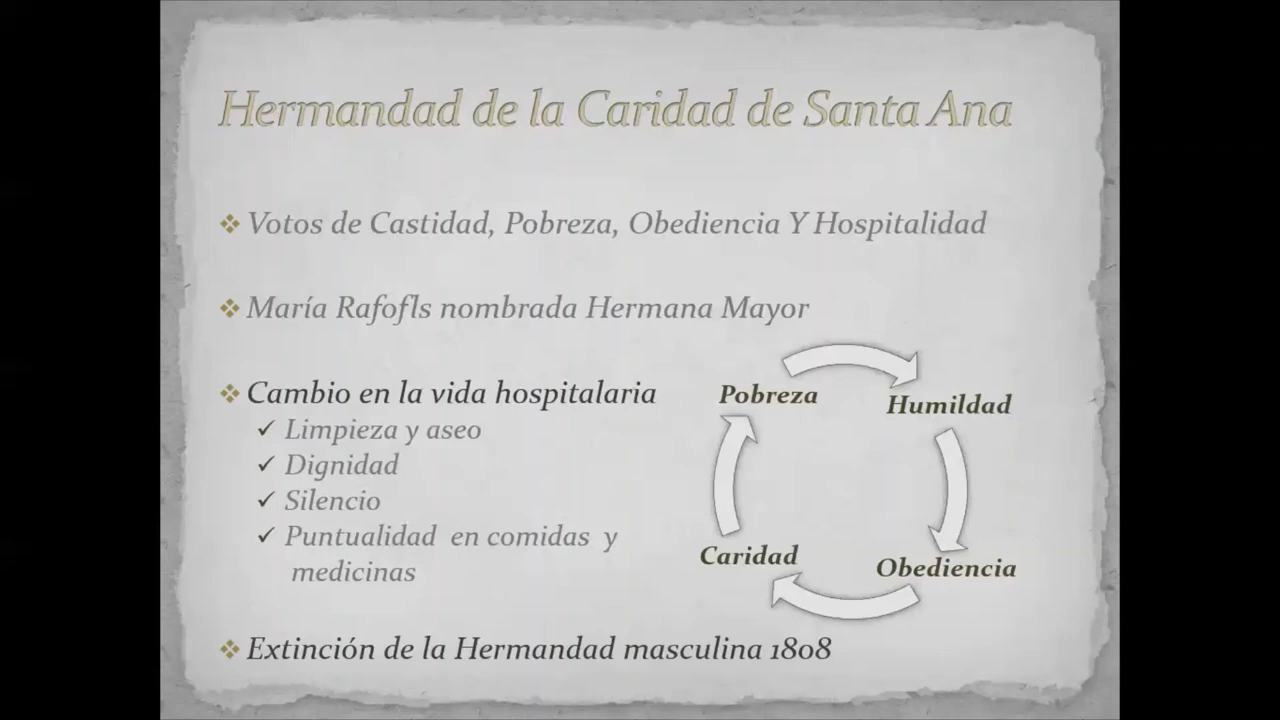 Hermandad de la Caridad de Santa Ana
Votos de Castidad, Pobreza, Obediencia Y Hospitalidad
María Rafofls nombrada Hermana Mayor
Cambio en la vida hospitalaria
Limpieza y aseo
Dignidad
Silencio
Puntualidad en comidas y
medicinas
Extinción de la Hermandad masculina 1808
Pobreza
Humildad
Obediencia
Caridad